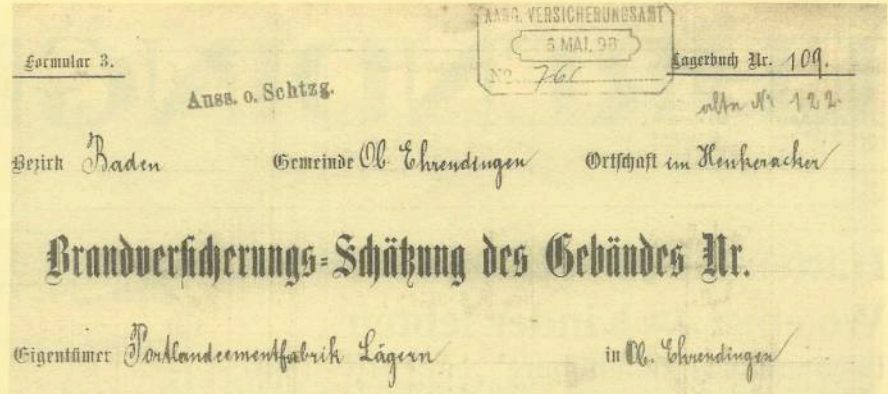 AARG. VERSICHERUNGSAMT
6 MAI. 98
Nº 761
Formular 3.
Lagerbuch Nr. 109.
Auss. o. Schtzg.
alte Nº 122.
Bezirk Baden Gemeinde Ob. Ehrendingen Ortschaft im Henkeracker
Brandversicherungs-Schätzung des Gebäudes Nr.
Eigentümer Portlandcementfabrik Lägern in Ob. Ehrendingen